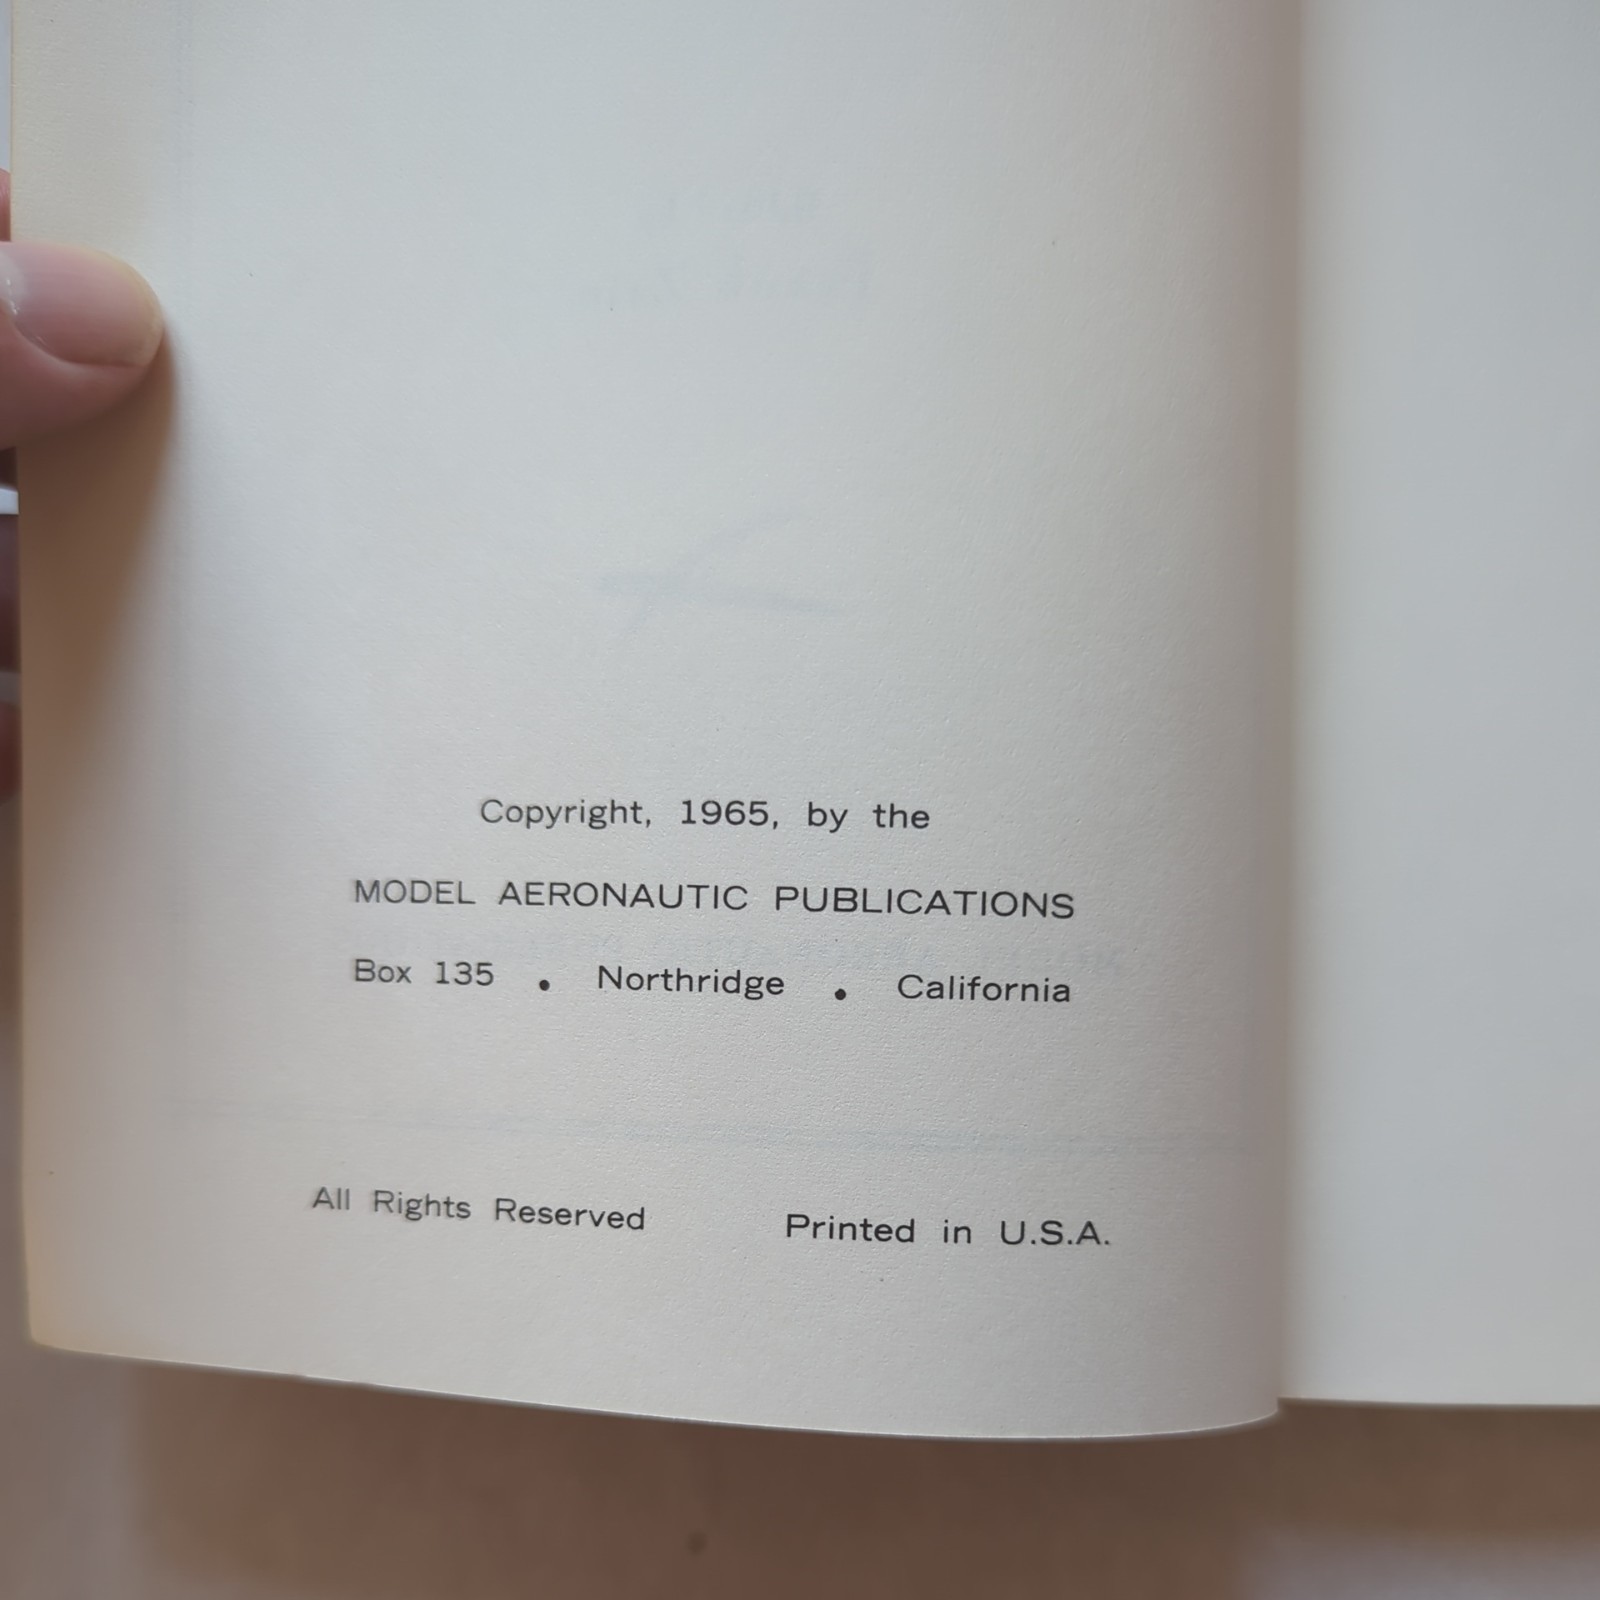 Copyright, 1965, by the
MODEL AERONAUTIC PUBLICATIONS
Box 135 . Northridge . California
All Rights Reserved Printed in U.S.A.